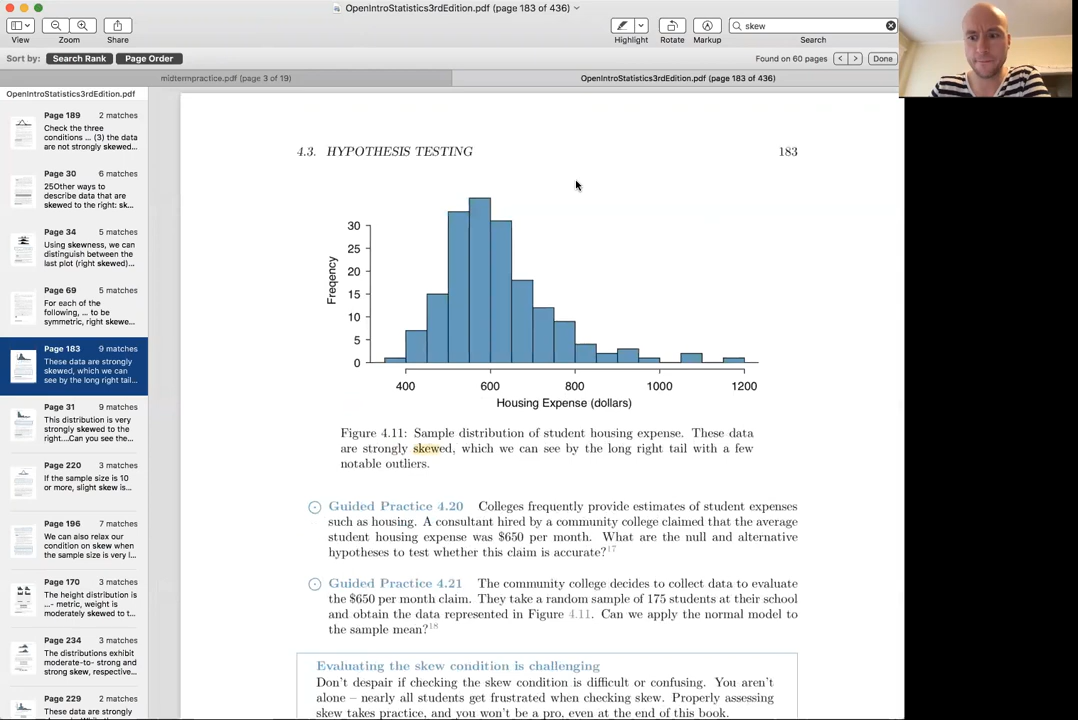 OpenIntroStatistics3rdEdition.pdf (page 183 of 436)
View
Zoom
Share
Highlight
Rotate
Markup
skew
Search
Sort by:
Search Rank
Page Order
Found on 60 pages
Done
midtermpractice.pdf (page 3 of 19)
OpenIntroStatistics3rdEdition.pdf (page 183 of 436)
OpenIntroStatistics3rdEdition.pdf
Page 189 2 matches
Check the three
conditions ... (3) the data
are not strongly skewed...
Page 30 6 matches
25Other ways to
describe data that are
skewed to the right: sk...
Page 34 5 matches
Using skewness, we can
distinguish between the
last plot (right skewed)...
Page 69 5 matches
For each of the
following, ... to be
symmetric, right skewe...
Page 183 9 matches
These data are strongly
skewed, which we can
see by the long right tail...
Page 31 9 matches
This distribution is very
strongly skewed to the
right....Can you see the...
Page 220 3 matches
If the sample size is 10
or more, slight skew is...
Page 196 7 matches
We can also relax our
condition on skew when
the sample size is very l...
Page 170 3 matches
The height distribution is
...- metric, weight is
moderately skewed to t...
Page 234 3 matches
The distributions exhibit
moderate-to- strong and
strong skew, respective...
Page 229 2 matches
These data are strongly
4.3. HYPOTHESIS TESTING 183
Freqency
30
25
20
15
10
5
0
400 600 800 1000 1200
Housing Expense (dollars)
Figure 4.11: Sample distribution of student housing expense. These data
are strongly skewed, which we can see by the long right tail with a few
notable outliers.
Guided Practice 4.20 Colleges frequently provide estimates of student expenses
such as housing. A consultant hired by a community college claimed that the average
student housing expense was $650 per month. What are the null and alternative
hypotheses to test whether this claim is accurate?17
Guided Practice 4.21 The community college decides to collect data to evaluate
the $650 per month claim. They take a random sample of 175 students at their school
and obtain the data represented in Figure 4.11. Can we apply the normal model to
the sample mean?18
Evaluating the skew condition is challenging
Don't despair if checking the skew condition is difficult or confusing. You aren't
alone – nearly all students get frustrated when checking skew. Properly assessing
skew takes practice, and you won't be a pro, even at the end of this book.